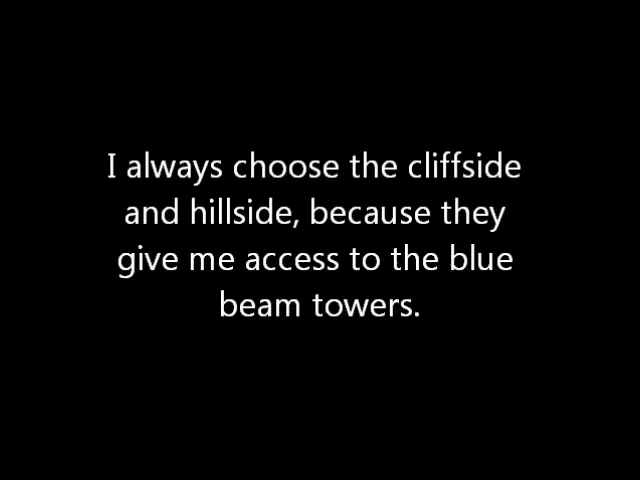 I always choose the cliffside
and hillside, because they
give me access to the blue
beam towers.